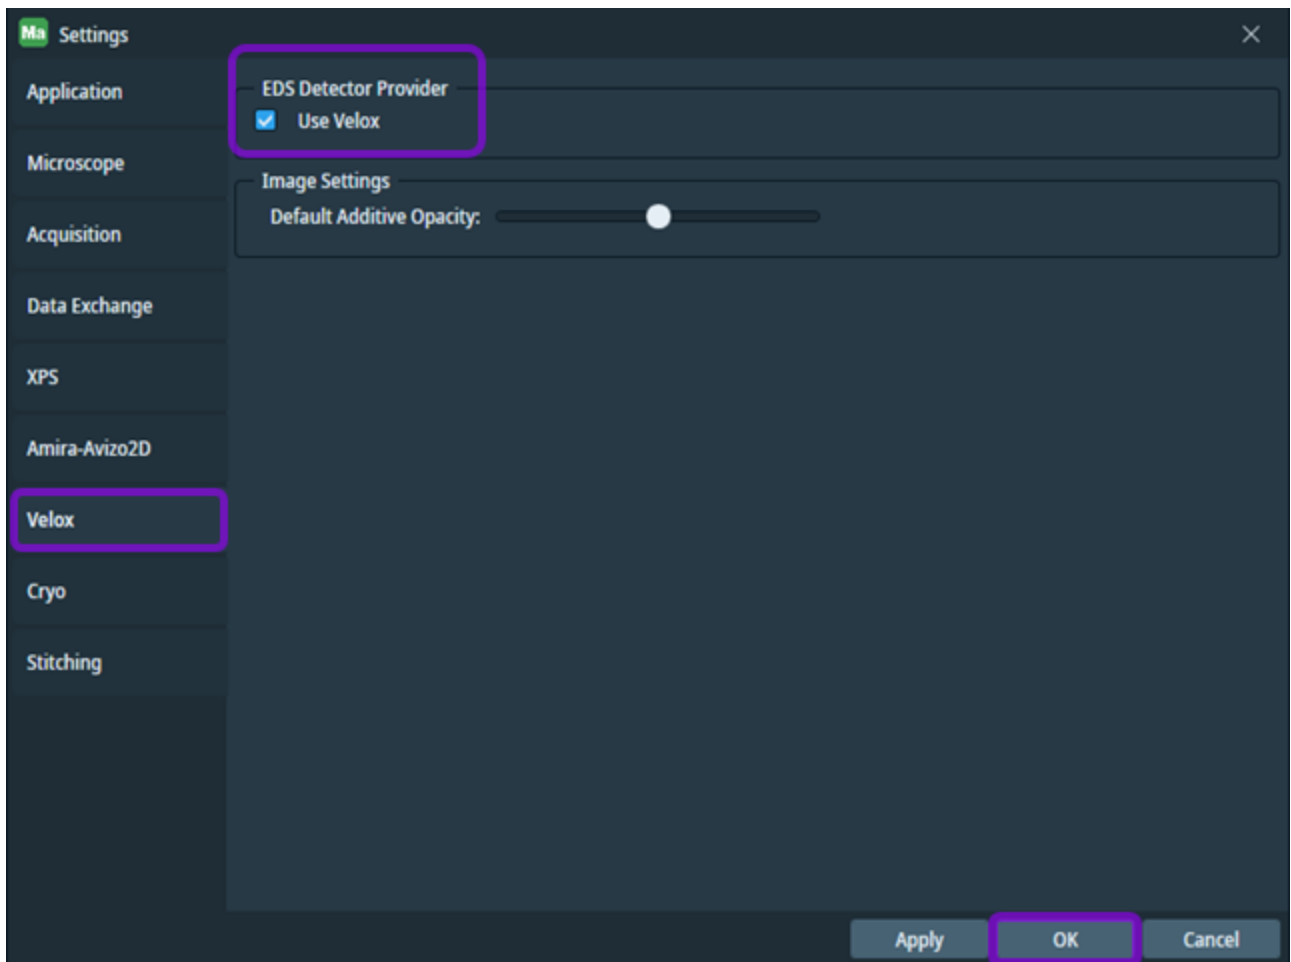 Ma Settings
Application
Microscope
Acquisition
Data Exchange
XPS
Amira-Avizo2D
Velox
Cryo
Stitching
EDS Detector Provider
Use Velox
Image Settings
Default Additive Opacity:
Apply OK Cancel